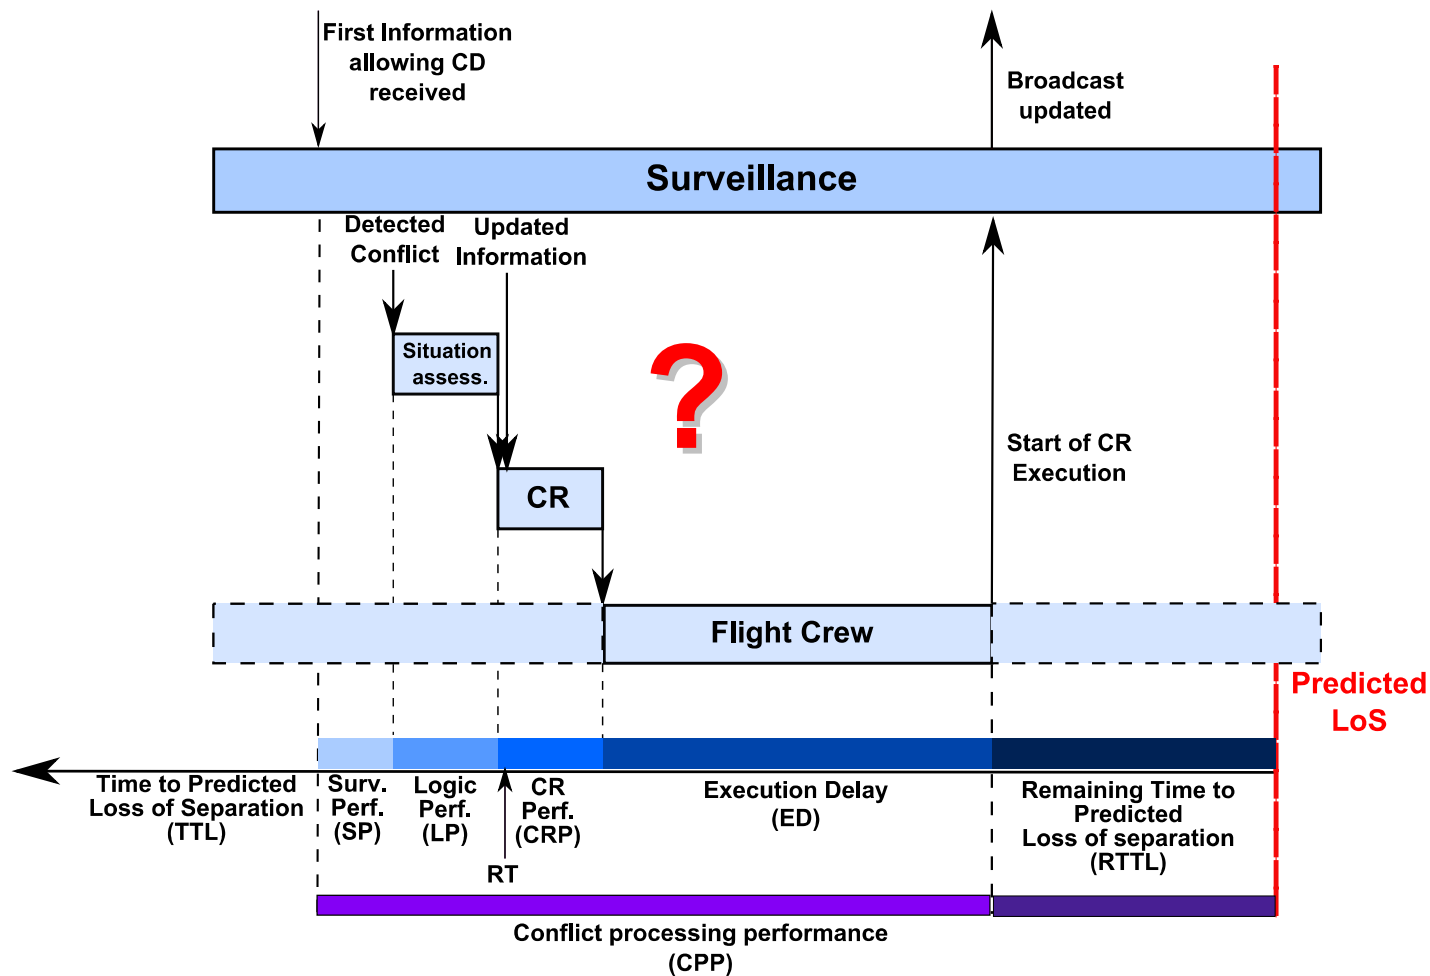 First Information
allowing CD
received
Broadcast
updated
Surveillance
Detected
Conflict
Updated
Information
Situation
assess.
?
CR
Start of CR
Execution
Flight Crew
Predicted
LoS
Time to Predicted
Loss of Separation
(TTL)
Surv.
Perf.
(SP)
Logic
Perf.
(LP)
CR
Perf.
(CRP)
RT
Execution Delay
(ED)
Remaining Time to
Predicted
Loss of separation
(RTTL)
Conflict processing performance
(CPP)